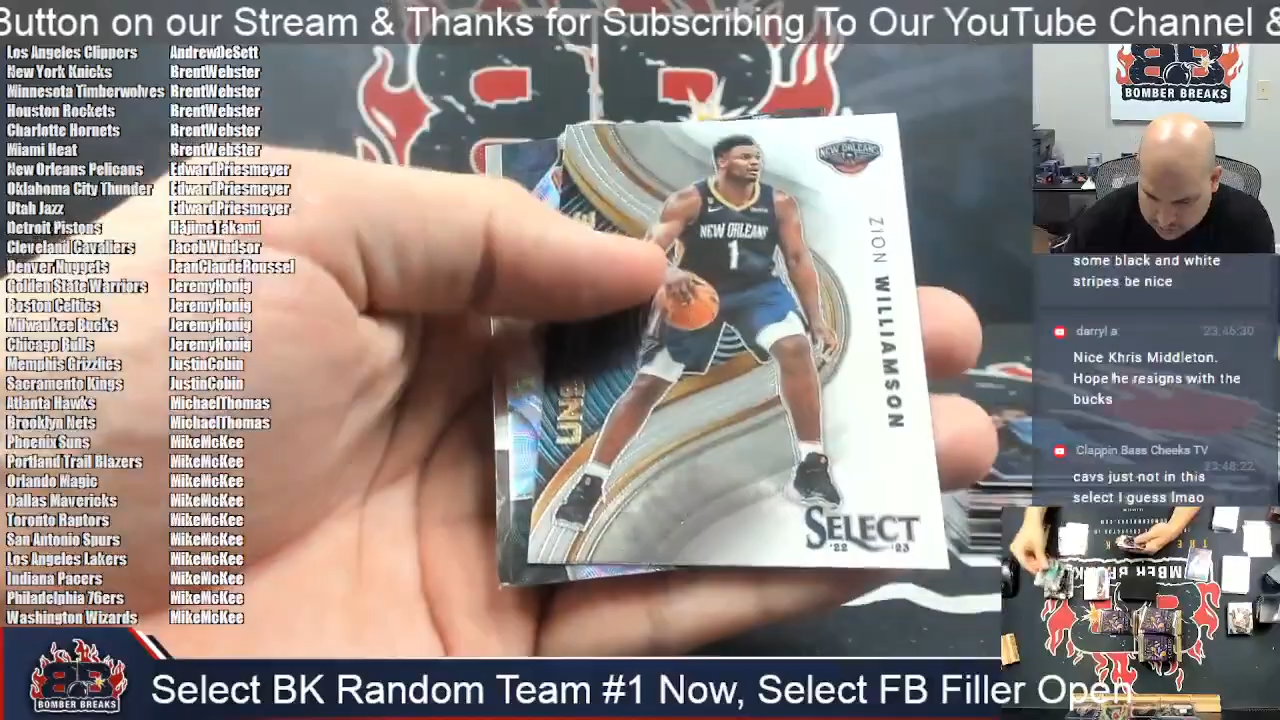 Button on our Stream & Thanks for Subscribing To Our YouTube Channel &
Los Angeles Clippers AndrewDeSett
New York Knicks BrentWebster
Minnesota Timberwolves BrentWebster
Houston Rockets BrentWebster
Charlotte Hornets BrentWebster
Miami Heat BrentWebster
New Orleans Pelicans EdwardPriesmeyer
Oklahoma City Thunder EdwardPriesmeyer
Utah Jazz EdwardPriesmeyer
Detroit Pistons HajimeTakami
Cleveland Cavaliers JacobWindsor
Denver Nuggets JeanClaudeRoussel
Golden State Warriors JeremyHonig
Boston Celtics JeremyHonig
Milwaukee Bucks JeremyHonig
Chicago Bulls JeremyHonig
Memphis Grizzlies JustinCobin
Sacramento Kings JustinCobin
Atlanta Hawks MichaelThomas
Brooklyn Nets MichaelThomas
Phoenix Suns MikeMcKee
Portland Trail Blazers MikeMcKee
Orlando Magic MikeMcKee
Dallas Mavericks MikeMcKee
Toronto Raptors MikeMcKee
San Antonio Spurs MikeMcKee
Los Angeles Lakers MikeMcKee
Indiana Pacers MikeMcKee
Philadelphia 76ers MikeMcKee
Washington Wizards MikeMcKee
NEW ORLEANS
NEW ORLEANS
1
ZION WILLIAMSON
SELECT
'22 '23
BOMBER BREAKS
some black and white
stripes be nice
darryl a 23:46:30
Nice Khris Middleton.
Hope he resigns with the
bucks
Clappin Bass Cheeks TV
23:48:22
cavs just not in this
select I guess lmao
BOMBER BREAKS
Select BK Random Team #1 Now, Select FB Filler Open